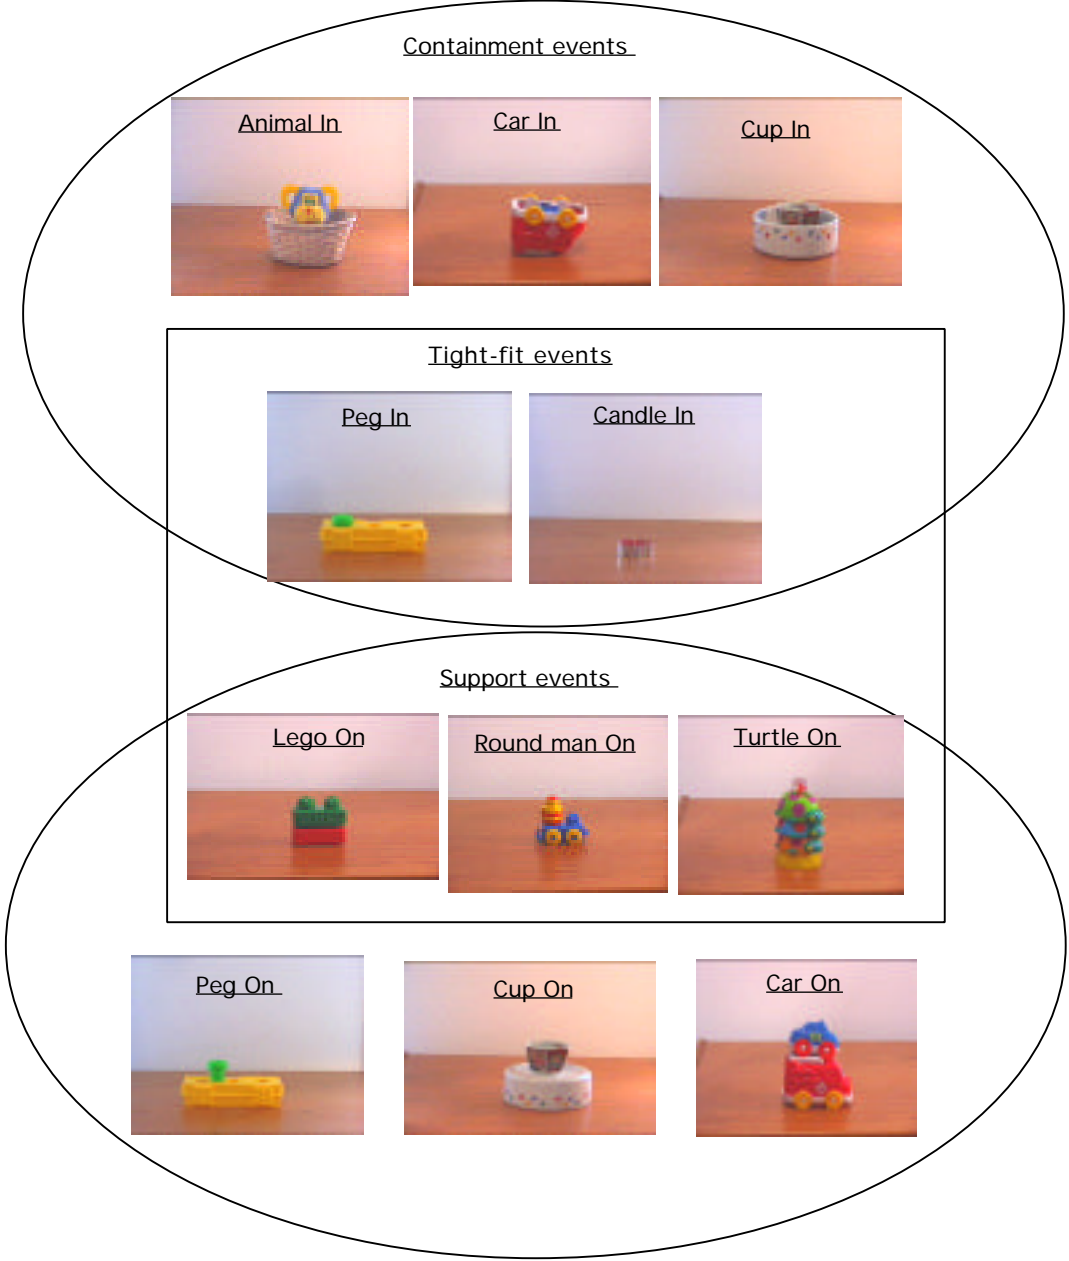 Containment events
Animal In
Car In
Cup In
Tight-fit events
Peg In
Candle In
Support events
Lego On
Round man On
Turtle On
Peg On
Cup On
Car On